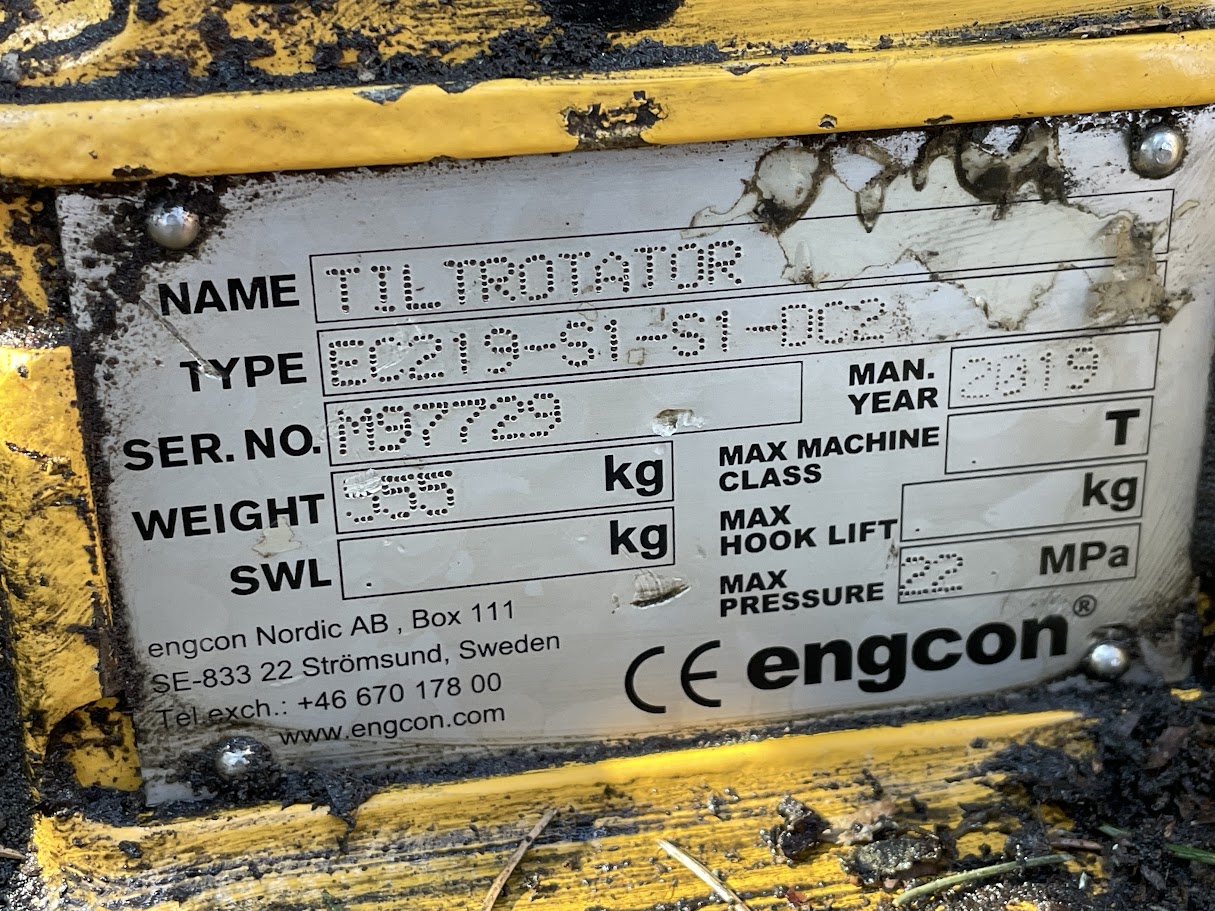 NAME TILTROTATOR
TYPE EC219-S1-S1-DC2
SER. NO. M97729
MAN. YEAR 2019
WEIGHT kg
MAX MACHINE CLASS . T
SWL . kg
MAX HOOK LIFT . kg
MAX PRESSURE 22 MPa
engcon Nordic AB , Box 111
SE-833 22 Strömsund, Sweden
Tel.exch.: +46 670 178 00
www.engcon.com
CE engcon®